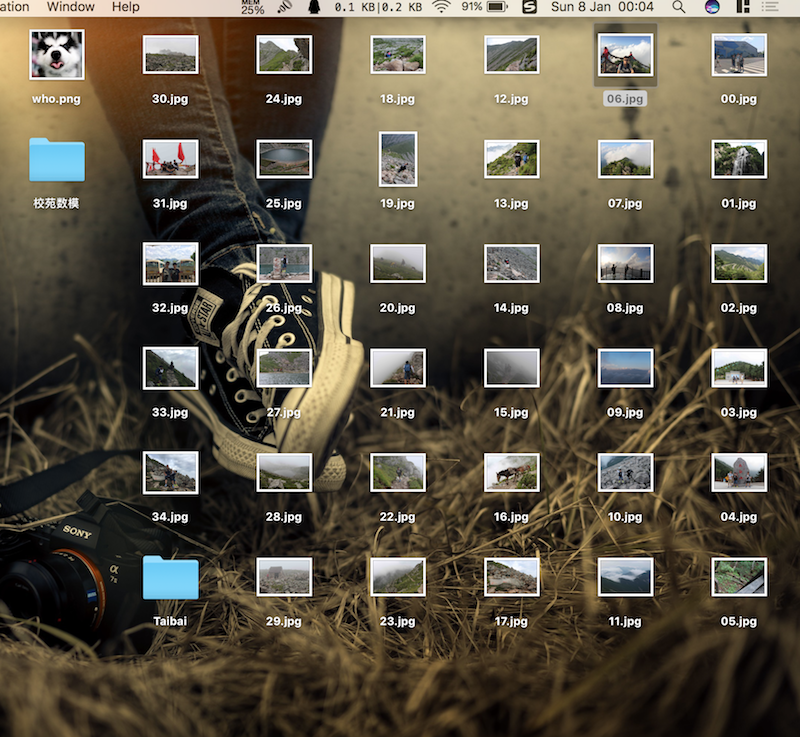 ation Window Help MEM 25% 0.1 KB|0.2 KB 91% S Sun 8 Jan 00:04
who.png 30.jpg 24.jpg 18.jpg 12.jpg 06.jpg 00.jpg
校苑数模 31.jpg 25.jpg 19.jpg 13.jpg 07.jpg 01.jpg
32.jpg 26.jpg 20.jpg 14.jpg 08.jpg 02.jpg
33.jpg 27.jpg 21.jpg 15.jpg 09.jpg 03.jpg
34.jpg 28.jpg 22.jpg 16.jpg 10.jpg 04.jpg
Taibai 29.jpg 23.jpg 17.jpg 11.jpg 05.jpg
SONY
α7II